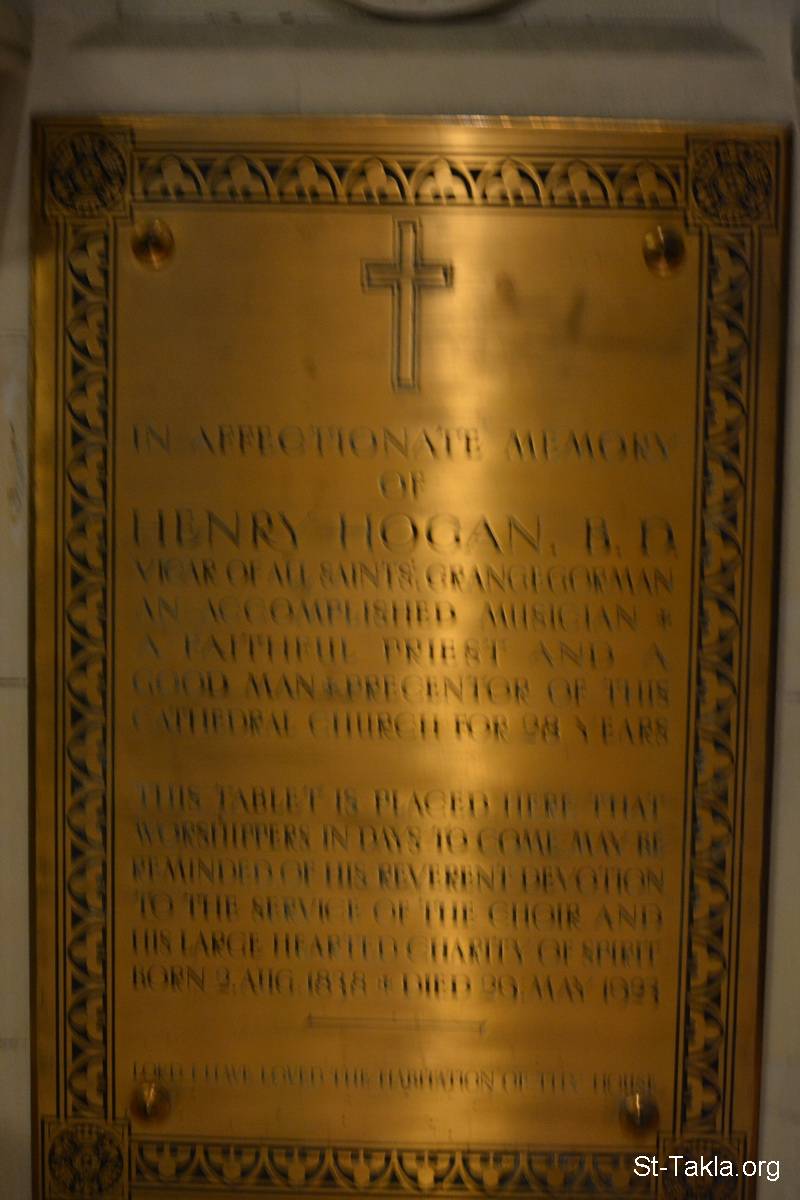 IN AFFECTIONATE MEMORY
OF
HENRY HOGAN, B.D.
VICAR OF ALL SAINTS, GRANGEGORMAN
AN ACCOMPLISHED MUSICIAN
A FAITHFUL PRIEST AND A
GOOD MAN PRECENTOR OF THIS
CATHEDRAL CHURCH FOR 28 YEARS
THIS TABLET IS PLACED HERE THAT
WORSHIPPERS IN DAYS TO COME MAY BE
REMINDED OF HIS REVERENT DEVOTION
TO THE SERVICE OF THE CHOIR AND
HIS LARGE HEARTED CHARITY OF SPIRIT
BORN 2. AUG. DIED MAY
LORD I HAVE LOVED THE HABITATION OF THY HOUSE
St-Takla.org